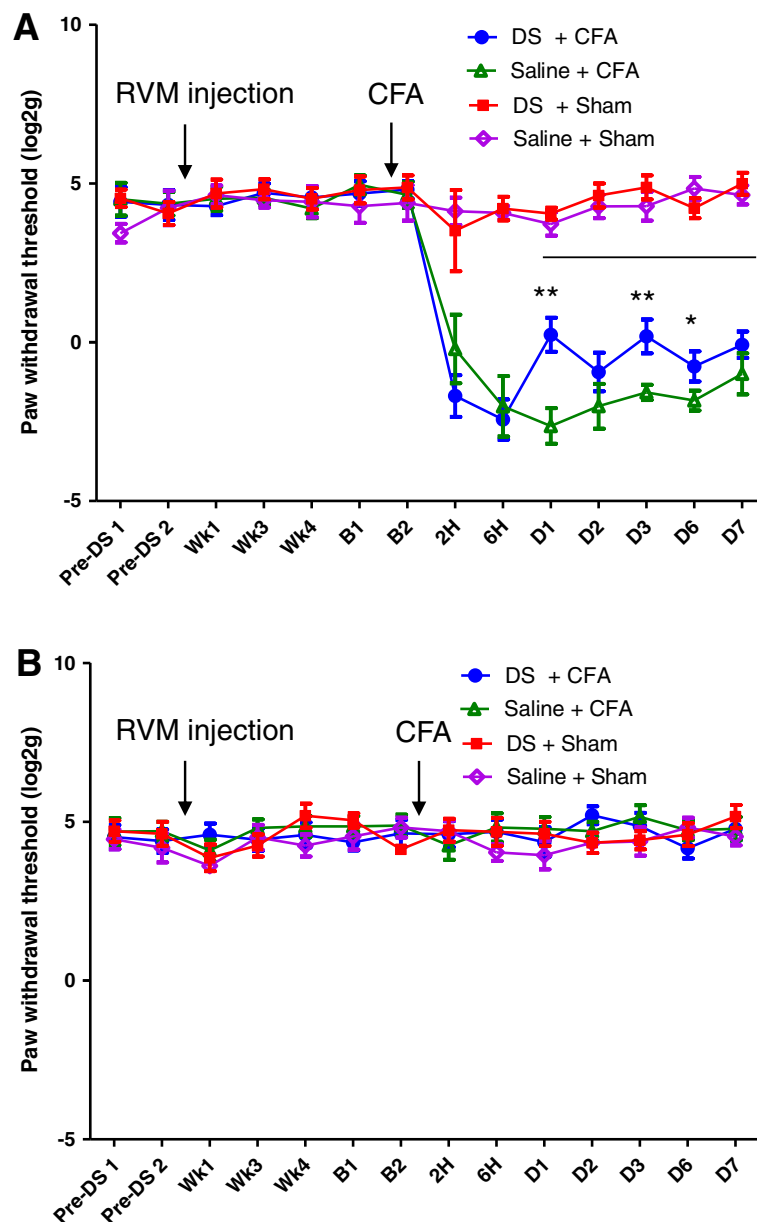 A
10
DS + CFA
Saline + CFA
DS + Sham
Saline + Sham
RVM injection
CFA
Paw withdrawal threshold (log2g)
5
**
**
*
0
-5
Pre-DS 1
Pre-DS 2
Wk1
Wk3
Wk4
B1
B2
2H
6H
D1
D2
D3
D6
D7
B
10
DS + CFA
Saline + CFA
DS + Sham
Saline + Sham
RVM injection
CFA
Paw withdrawal threshold (log2g)
5
0
-5
Pre-DS 1
Pre-DS 2
Wk1
Wk3
Wk4
B1
B2
2H
6H
D1
D2
D3
D6
D7